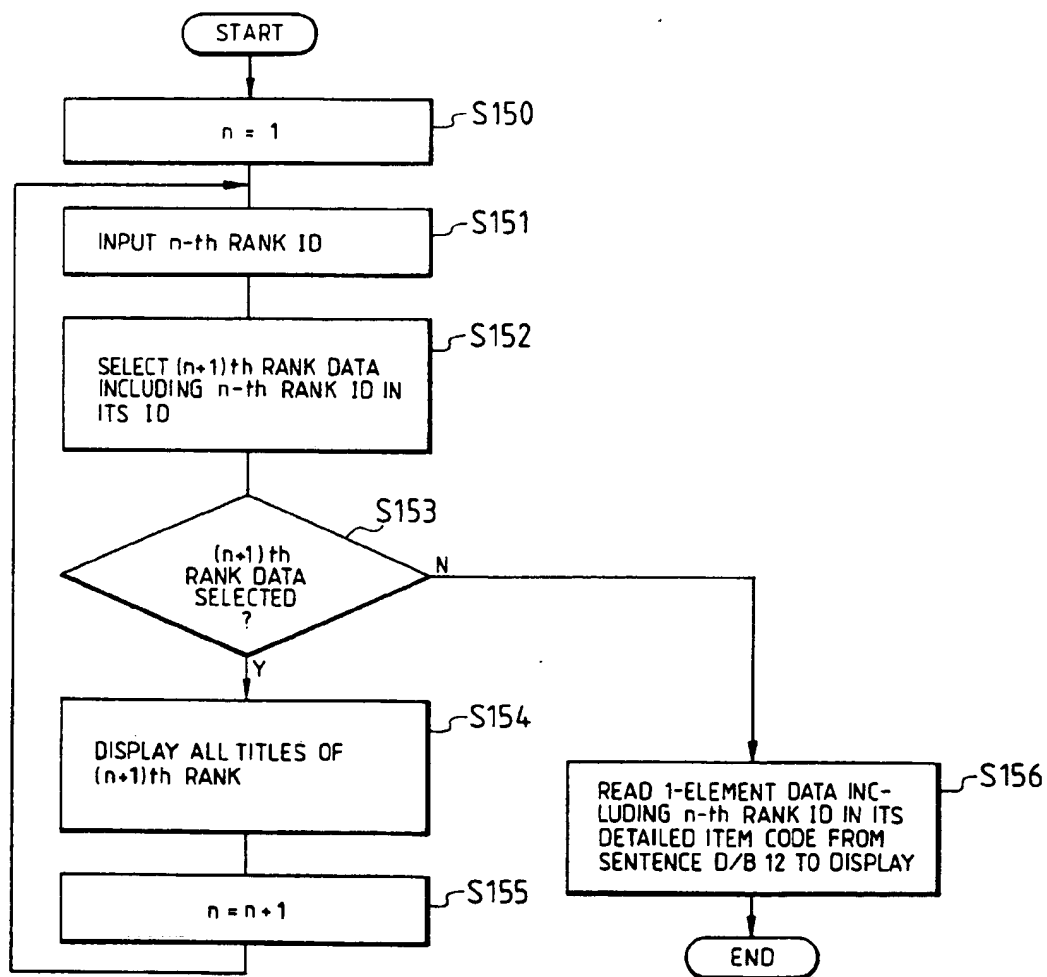 START
n = 1
S150
INPUT n-th RANK ID
S151
SELECT (n+1)th RANK DATA
INCLUDING n-th RANK ID IN
ITS ID
S152
(n+1)th
RANK DATA
SELECTED
?
S153
N
Y
DISPLAY ALL TITLES OF
(n+1)th RANK
S154
n = n+1
S155
READ 1-ELEMENT DATA INC-
LUDING n-th RANK ID IN ITS
DETAILED ITEM CODE FROM
SENTENCE D/B 12 TO DISPLAY
S156
END